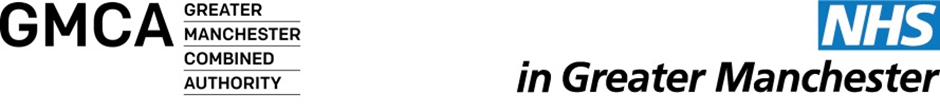 GMCA
GREATER
MANCHESTER
COMBINED
AUTHORITY
NHS
in Greater Manchester